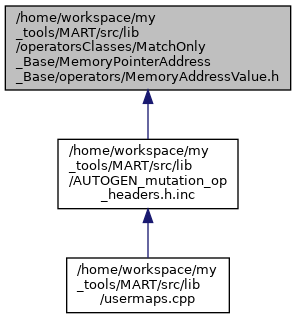 /home/workspace/my
_tools/MART/src/lib
/operatorsClasses/MatchOnly
_Base/MemoryPointerAddress
_Base/operators/MemoryAddressValue.h
/home/workspace/my
_tools/MART/src/lib
/AUTOGEN_mutation_op
_headers.h.inc
/home/workspace/my
_tools/MART/src/lib
/usermaps.cpp